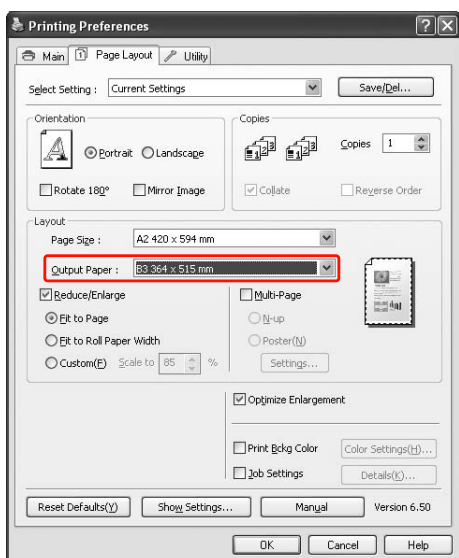 Printing Preferences
Main Page Layout Utility
Select Setting : Current Settings Save/Del...
Orientation Copies
A Portrait Landscape Copies 1
Rotate 180° Mirror Image Collate Reverse Order
Layout
Page Size : A2 420 x 594 mm
Output Paper : B3 364 x 515 mm
Reduce/Enlarge Multi-Page
Fit to Page N-up
Fit to Roll Paper Width Poster(N)
Custom(F) Scale to 85 % Settings...
Optimize Enlargement
Print Bckg Color Color Settings(H)...
Job Settings Details(K)...
Reset Defaults(Y) Show Settings... Manual Version 6.50
OK Cancel Help